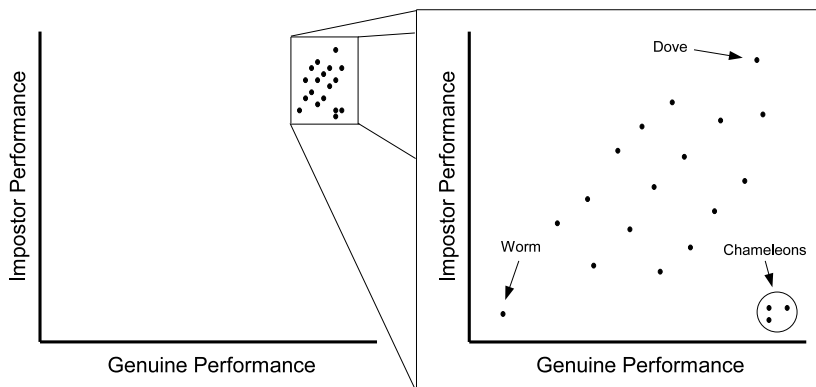 Impostor Performance
Genuine Performance
Impostor Performance
Dove
Worm
Chameleons
Genuine Performance